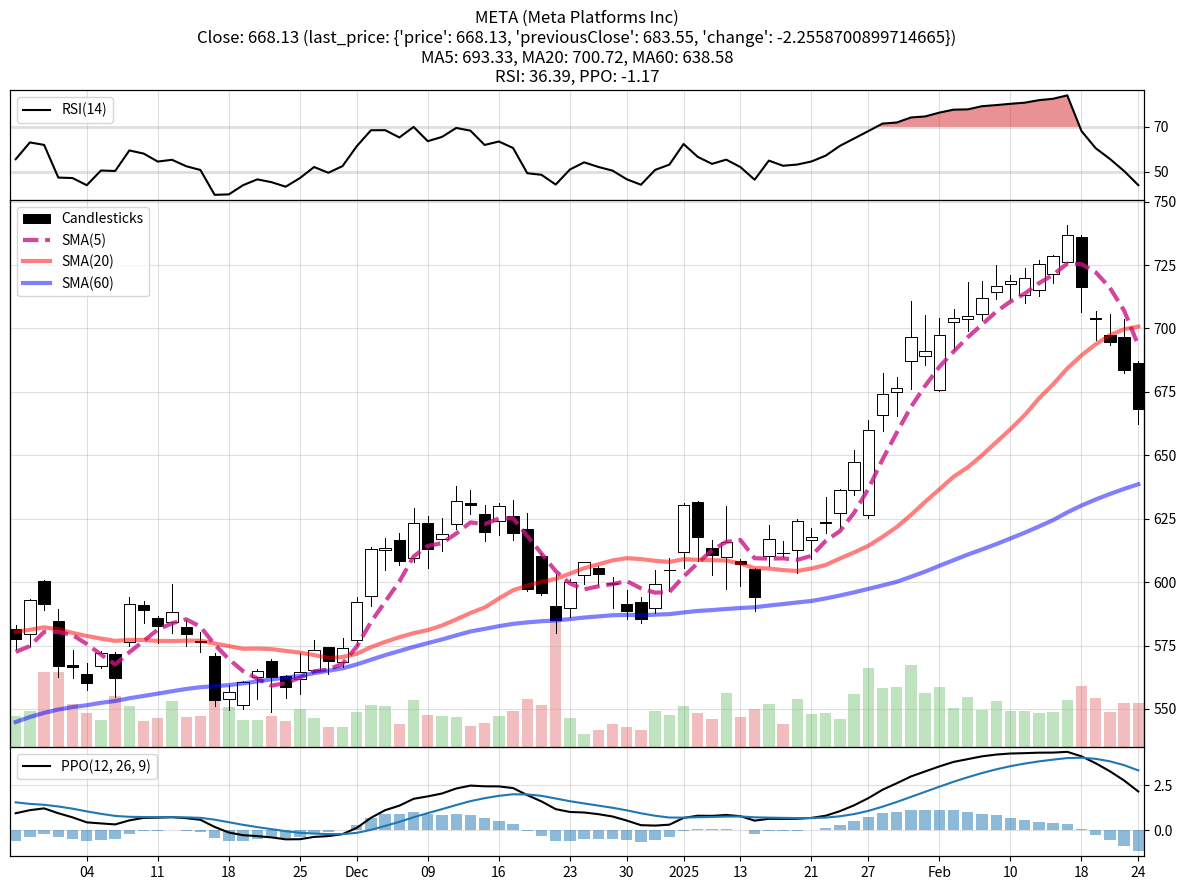 META (Meta Platforms Inc)
Close: 668.13 (last_price: {'price': 668.13, 'previousClose': 683.55, 'change': -2.2558700899714665})
MA5: 693.33, MA20: 700.72, MA60: 638.58
RSI: 36.39, PPO: -1.17
RSI(14)
70
50
750
Candlesticks
SMA(5)
SMA(20)
SMA(60)
725
700
675
650
625
600
575
550
PPO(12, 26, 9)
2.5
0.0
04 11 18 25 Dec 09 16 23 30 2025 13 21 27 Feb 10 18 24